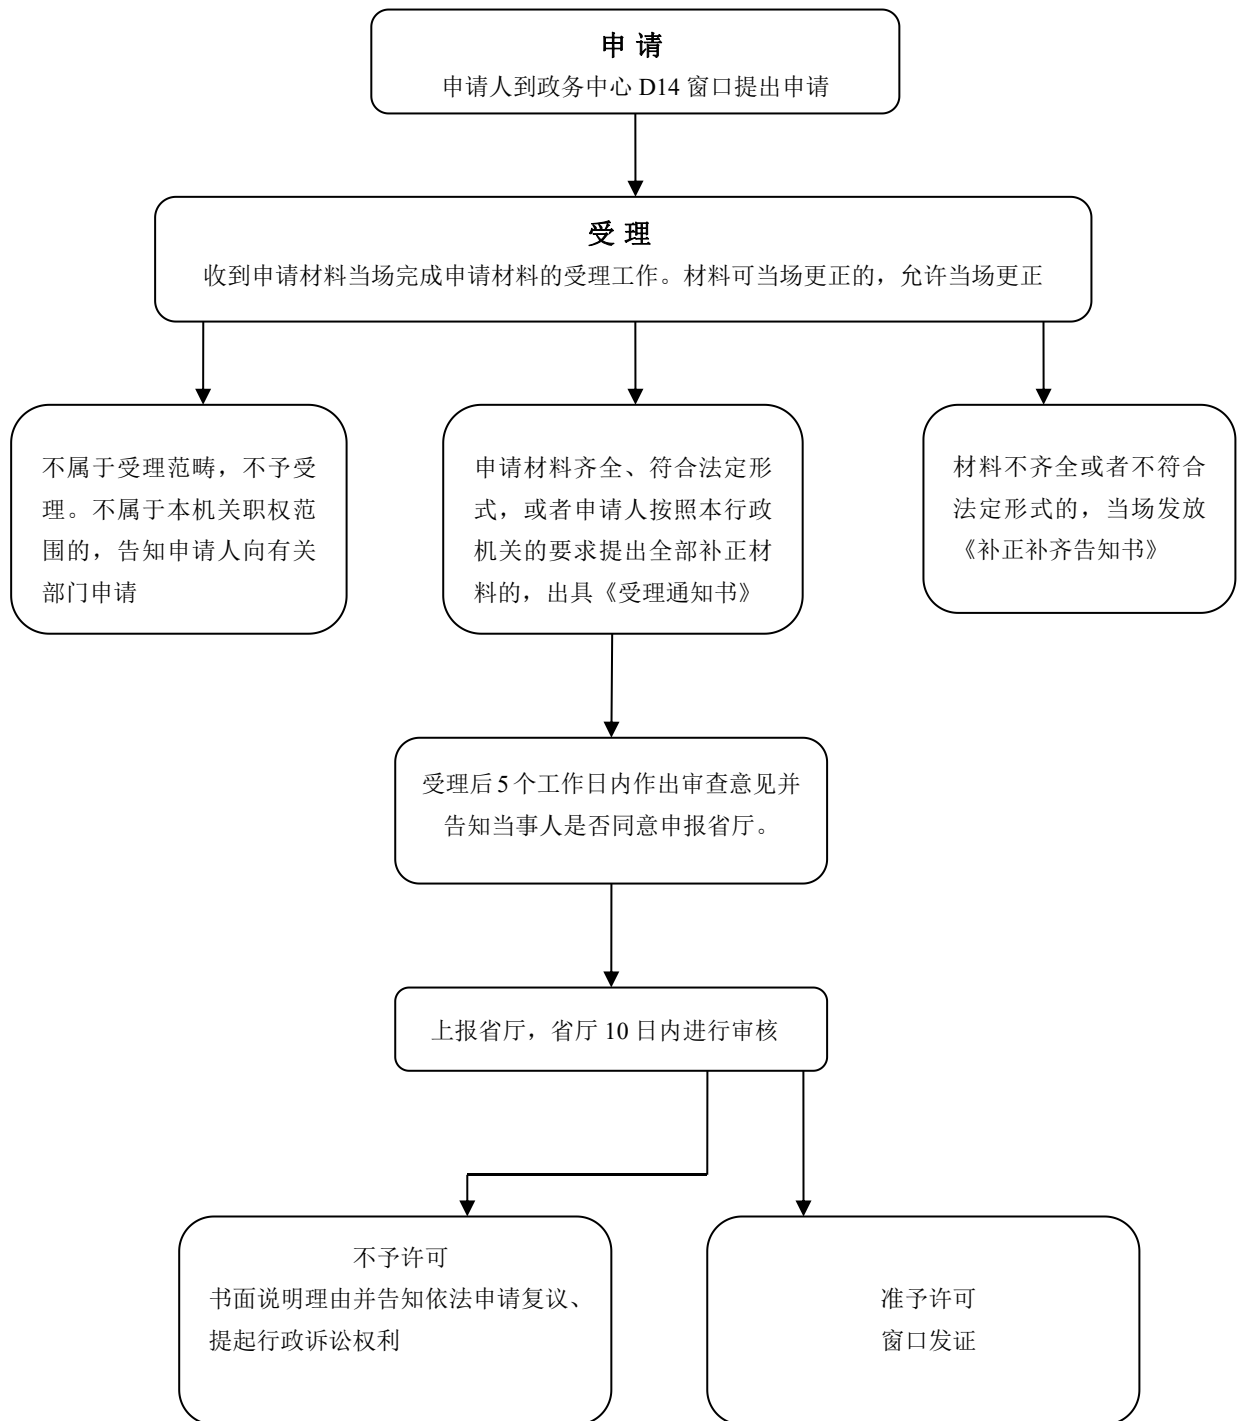 申 请
申请人到政务中心 D14 窗口提出申请
受 理
收到申请材料当场完成申请材料的受理工作。材料可当场更正的，允许当场更正
不属于受理范畴，不予受
理。不属于本机关职权范
围的，告知申请人向有关
部门申请
申请材料齐全、符合法定形
式，或者申请人按照本行政
机关的要求提出全部补正材
料的，出具《受理通知书》
材料不齐全或者不符合
法定形式的，当场发放
《补正补齐告知书》
受理后 5 个工作日内作出审查意见并
告知当事人是否同意申报省厅。
上报省厅，省厅 10 日内进行审核
不予许可
书面说明理由并告知依法申请复议、
提起行政诉讼权利
准予许可
窗口发证